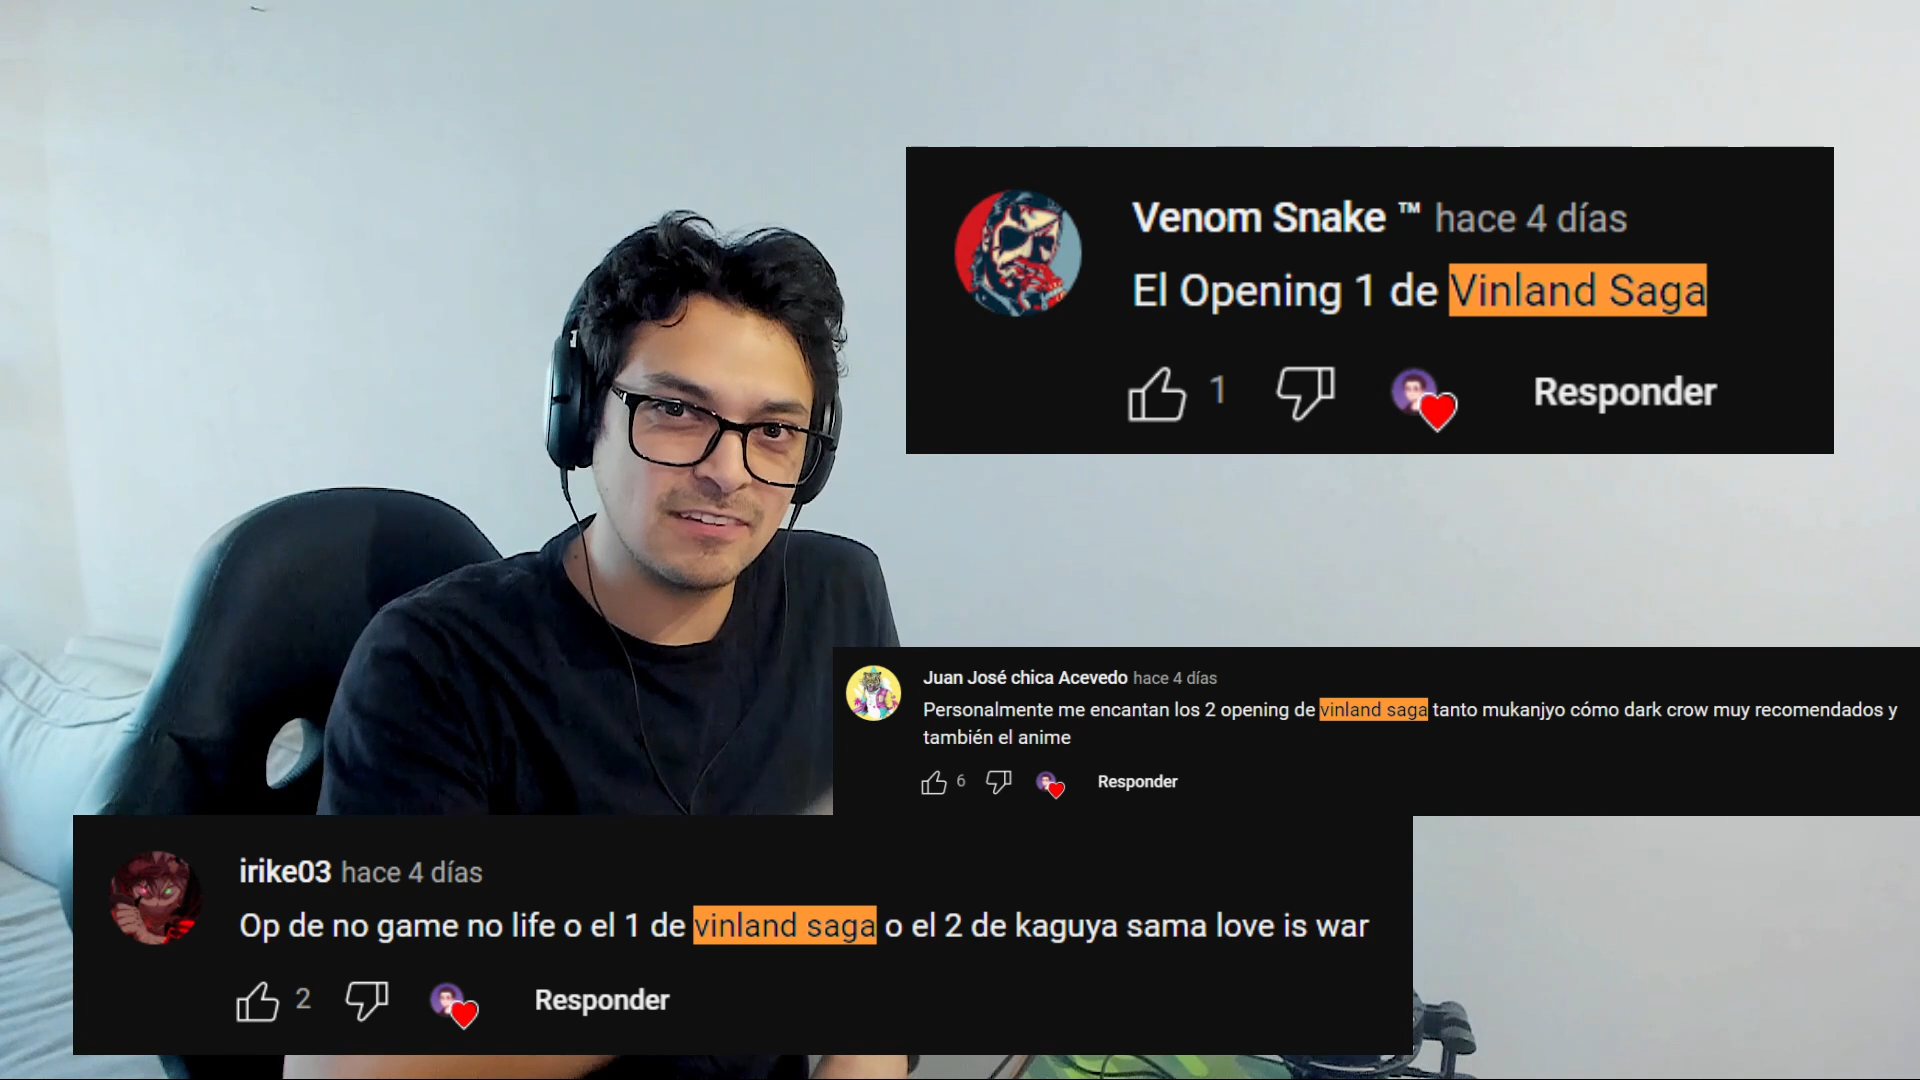 Venom Snake ™ hace 4 días
El Opening 1 de Vinland Saga
1
Responder
Juan José chica Acevedo hace 4 días
Personalmente me encantan los 2 opening de vinland saga tanto mukanjyo cómo dark crow muy recomendados y
también el anime
6
Responder
irike03 hace 4 días
Op de no game no life o el 1 de vinland saga o el 2 de kaguya sama love is war
2
Responder